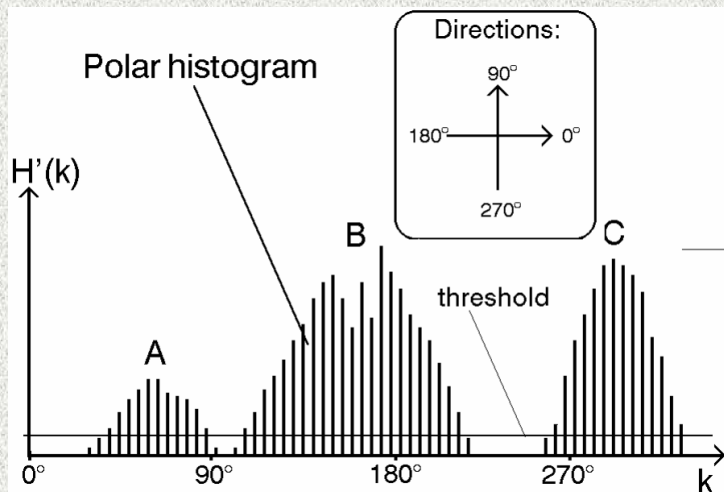 Directions:
90°
180° 0°
270°
Polar histogram
H'(k)
B
C
threshold
A
0° 90° 180° 270° k